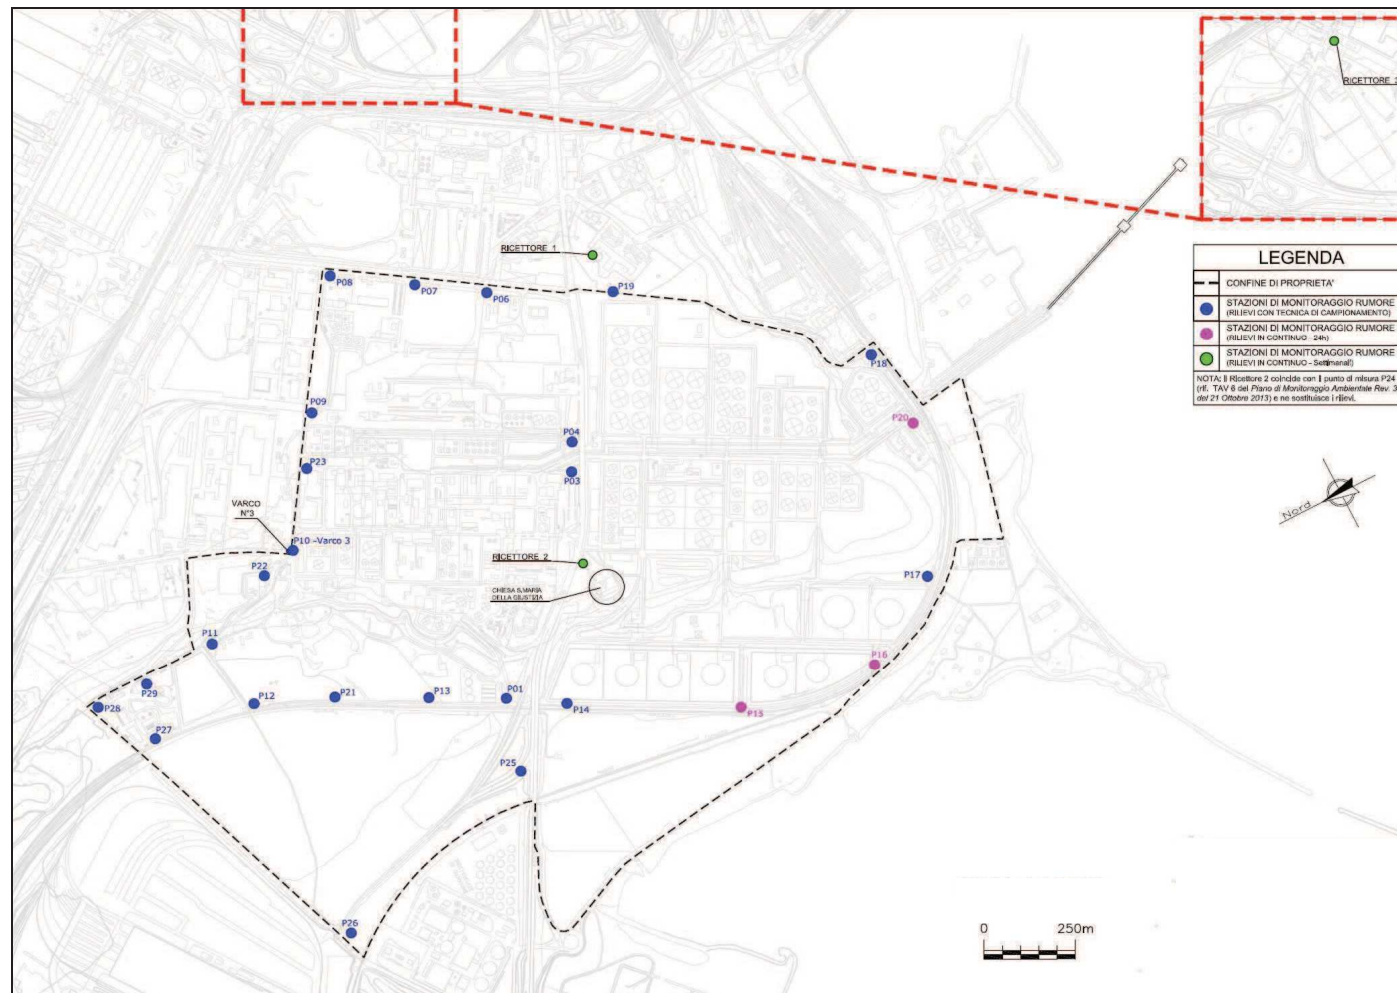 RICETTORE 3
RICETTORE 1
LEGENDA
CONFINE DI PROPRIETA'
STAZIONI DI MONITORAGGIO RUMORE
(RILIEVI CON TECNICA DI CAMPIONAMENTO)
STAZIONI DI MONITORAGGIO RUMORE
(RILIEVI IN CONTINUO - 24h)
STAZIONI DI MONITORAGGIO RUMORE
(RILIEVI IN CONTINUO - Settimanali)
NOTA: Il Ricettore 2 coincide con il punto di misura P24
(rif. TAV 6 del Piano di Monitoraggio Ambientale Rev. 3
del 21 Ottobre 2013) e ne sostituisce i rilievi.
P08
P07
P06
P19
P18
P09
P20
P04
P23
P03
Nord
VARCO
N°3
P10 -Varco 3
RICETTORE 2
P22
CHIESA S.MARIA
DELLA GIUSTIZIA
P17
P11
P16
P29
P12
P21
P13
P01
P28
P14
P15
P27
P25
P26
0 250m